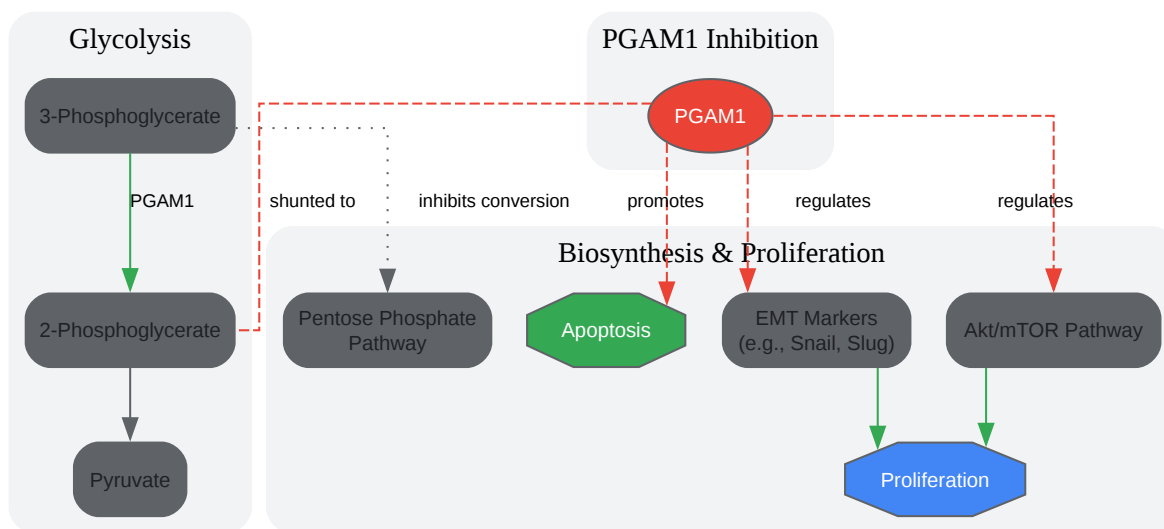 Glycolysis
PGAM1 Inhibition
3-Phosphoglycerate
PGAM1
PGAM1
shunted to
inhibits conversion
promotes
regulates
regulates
Biosynthesis & Proliferation
2-Phosphoglycerate
Pentose Phosphate
Pathway
Apoptosis
EMT Markers
(e.g., Snail, Slug)
Akt/mTOR Pathway
Pyruvate
Proliferation